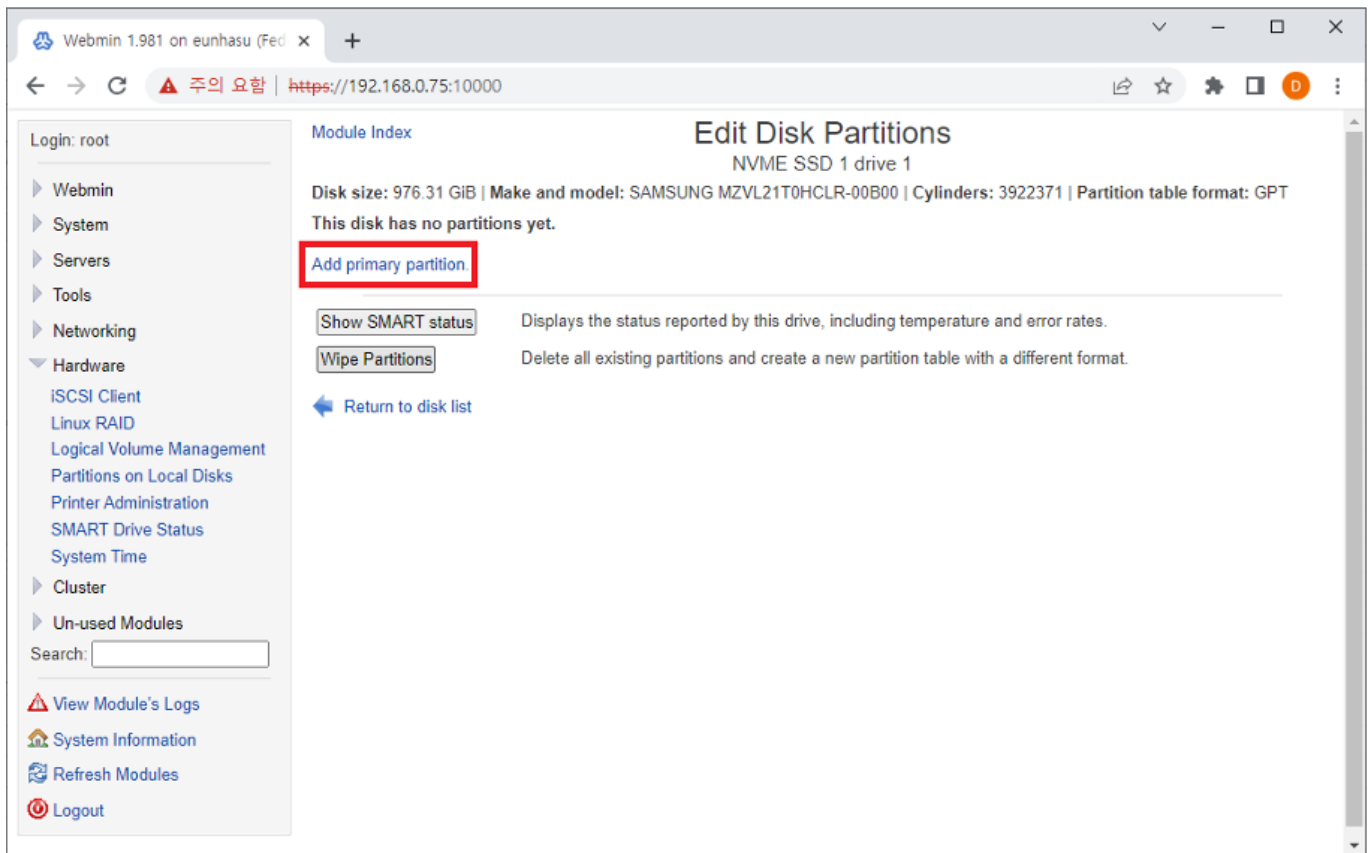 Webmin 1.981 on eunhasu (Fed
주의 요함 https://192.168.0.75:10000
D
Login: root
Webmin
System
Servers
Tools
Networking
Hardware
iSCSI Client
Linux RAID
Logical Volume Management
Partitions on Local Disks
Printer Administration
SMART Drive Status
System Time
Cluster
Un-used Modules
Search:
View Module's Logs
System Information
Refresh Modules
Logout
Module Index
Edit Disk Partitions
NVME SSD 1 drive 1
Disk size: 976.31 GiB | Make and model: SAMSUNG MZVL21T0HCLR-00B00 | Cylinders: 3922371 | Partition table format: GPT
This disk has no partitions yet.
Add primary partition.
Show SMART status Displays the status reported by this drive, including temperature and error rates.
Wipe Partitions Delete all existing partitions and create a new partition table with a different format.
Return to disk list